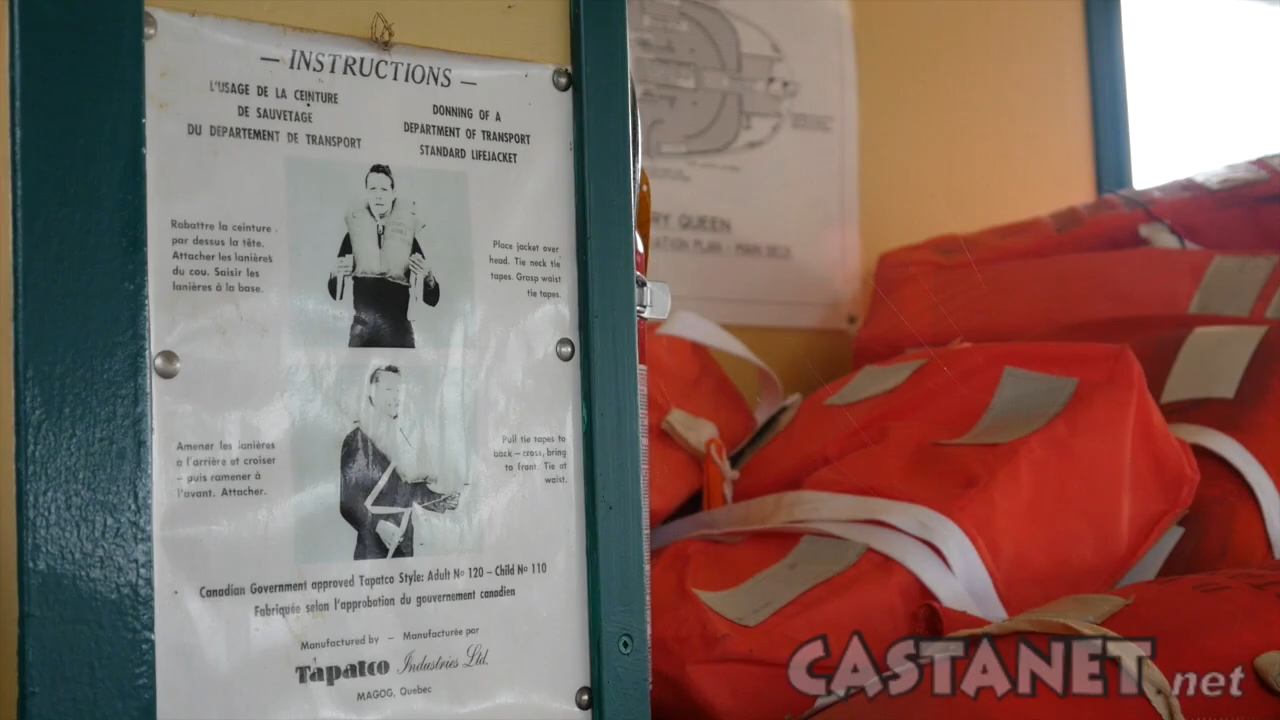 — INSTRUCTIONS —
L'USAGE DE LA CEINTURE
DE SAUVETAGE
DU DEPARTEMENT DE TRANSPORT
DONNING OF A
DEPARTMENT OF TRANSPORT
STANDARD LIFEJACKET
Rabattre la ceinture
par dessus la tête.
Attacher les lanières
du cou. Saisir les
lanières à la base.
Place jacket over
head. Tie neck tie
tapes. Grasp waist
tie tapes.
Amener les lanières
a l'arrière et croiser
– puis ramener à
l'avant. Attacher.
Pull tie tapes to
back – cross, bring
to front. Tie at
waist.
Canadian Government approved Tapatco Style: Adult Nº 120 – Child Nº 110
Fabriquée selon l'approbation du gouvernement canadien
Manufactured by – Manufacturée par
Tapatco Industries Ltd.
MAGOG, Quebec
RY QUEEN
ATION PLAN - MAIN DECK
CASTANET.net